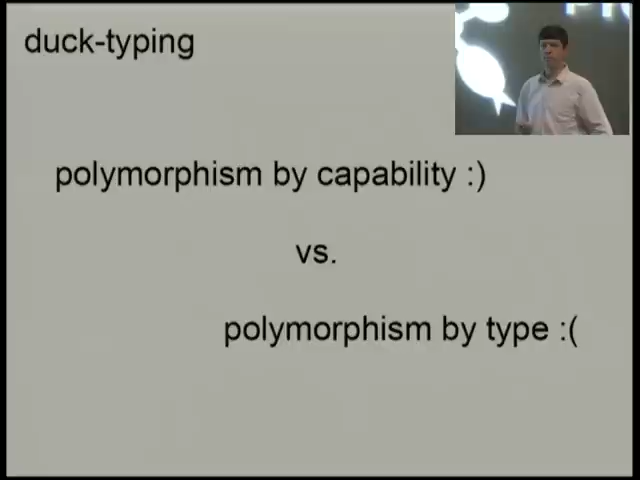 duck-typing
polymorphism by capability :)
vs.
polymorphism by type :(